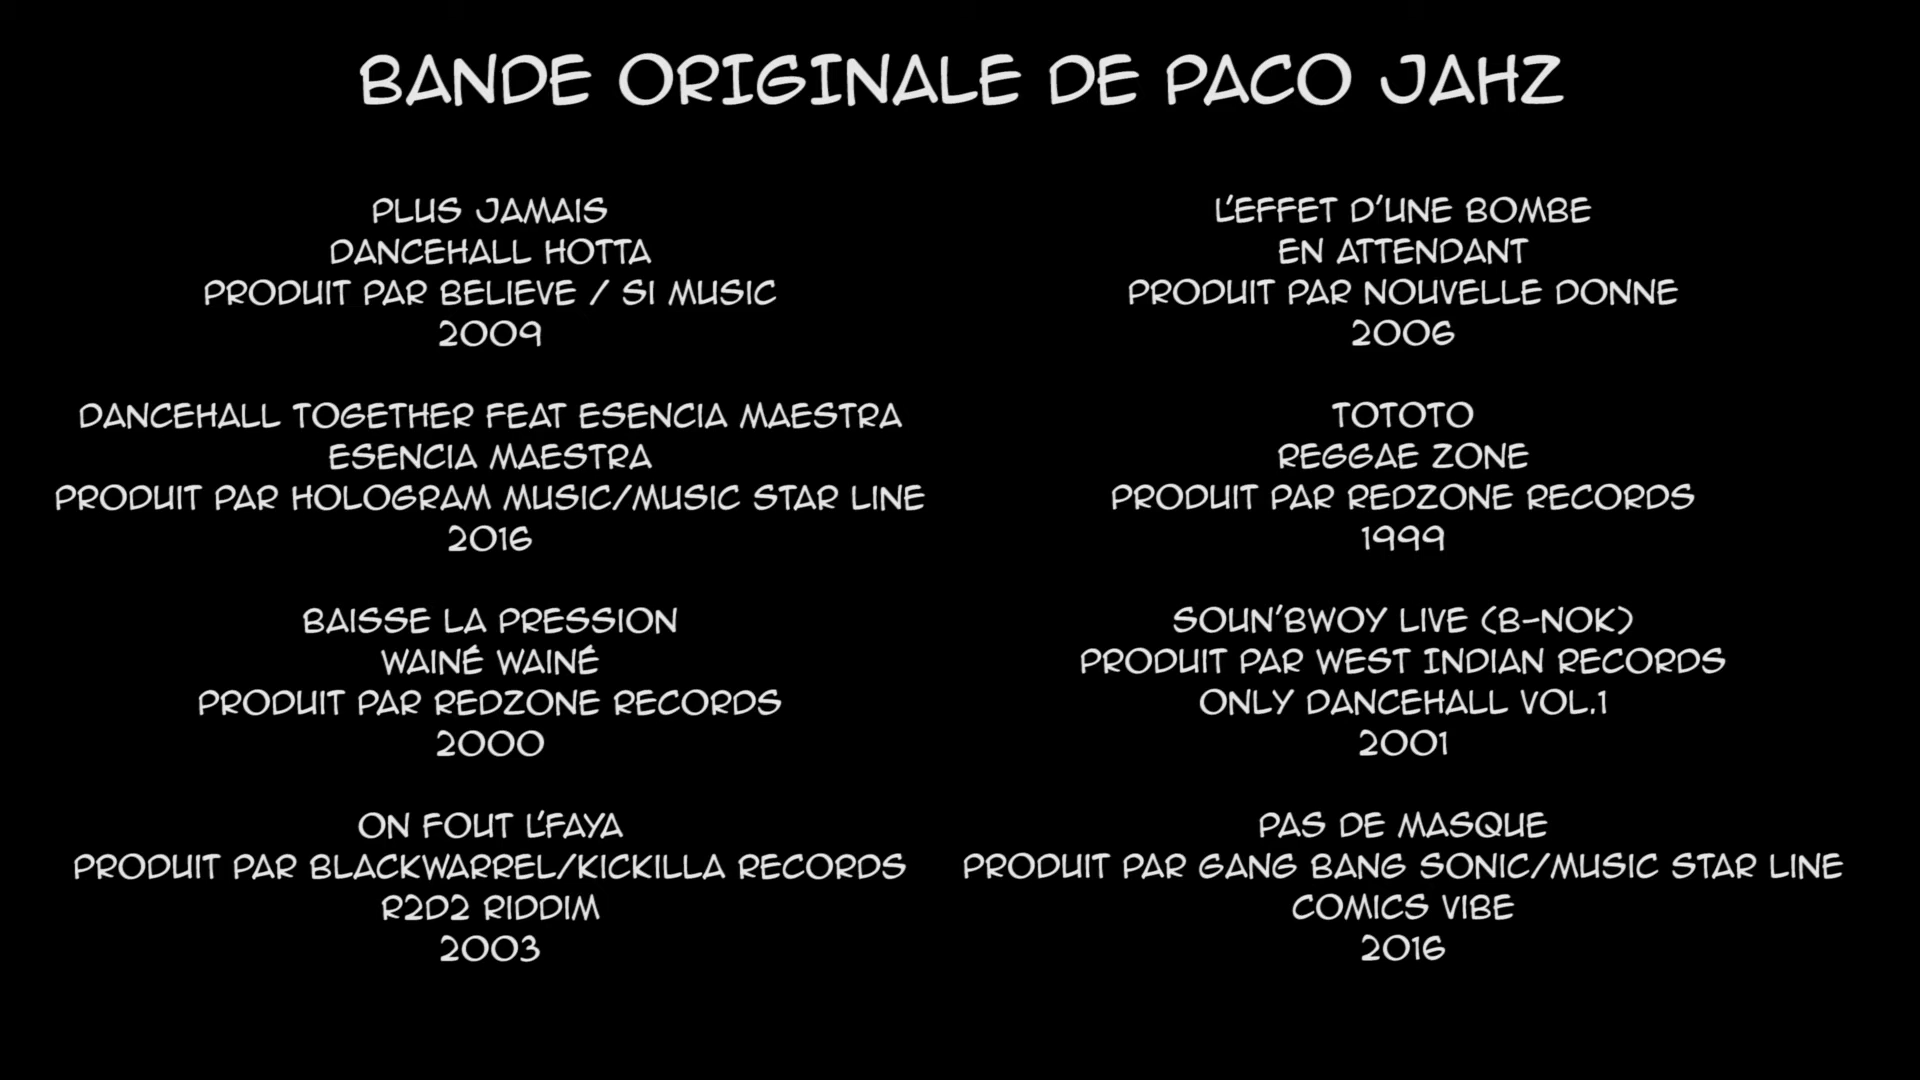 BANDE ORIGINALE DE PACO JAHZ
PLUS JAMAIS
DANCEHALL HOTTA
PRODUIT PAR BELIEVE / SI MUSIC
2009
DANCEHALL TOGETHER FEAT ESENCIA MAESTRA
ESENCIA MAESTRA
PRODUIT PAR HOLOGRAM MUSIC/MUSIC STAR LINE
2016
BAISSE LA PRESSION
WAINÉ WAINÉ
PRODUIT PAR REDZONE RECORDS
2000
ON FOUT L'FAYA
PRODUIT PAR BLACKWARREL/KICKILLA RECORDS
R2D2 RIDDIM
2003
L'EFFET D'UNE BOMBE
EN ATTENDANT
PRODUIT PAR NOUVELLE DONNE
2006
TOTOTO
REGGAE ZONE
PRODUIT PAR REDZONE RECORDS
1999
SOUN'BWOY LIVE (B-NOK)
PRODUIT PAR WEST INDIAN RECORDS
ONLY DANCEHALL VOL.1
2001
PAS DE MASQUE
PRODUIT PAR GANG BANG SONIC/MUSIC STAR LINE
COMICS VIBE
2016